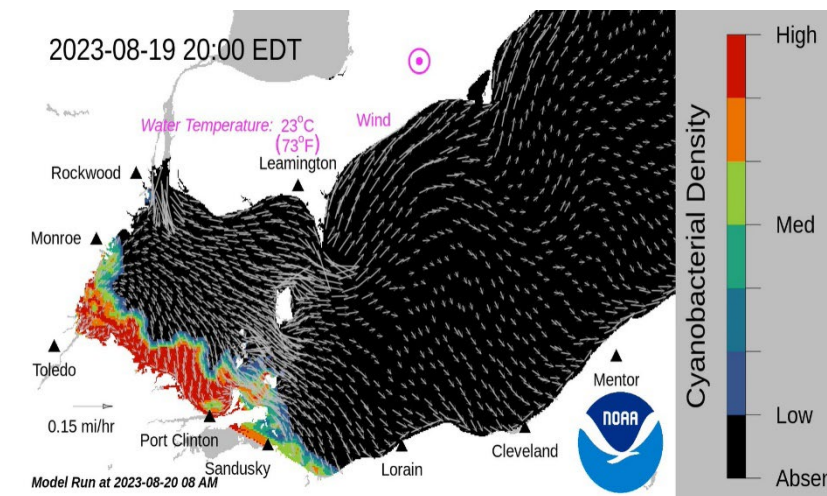 2023-08-19 20:00 EDT
Water Temperature: 23°C
(73°F)
Wind
Leamington
Rockwood
Monroe
Toledo
0.15 mi/hr
Port Clinton
Sandusky
Lorain
Cleveland
Mentor
NOAA
Model Run at 2023-08-20 08 AM
Cyanobacterial Density
High
Med
Low
Absen